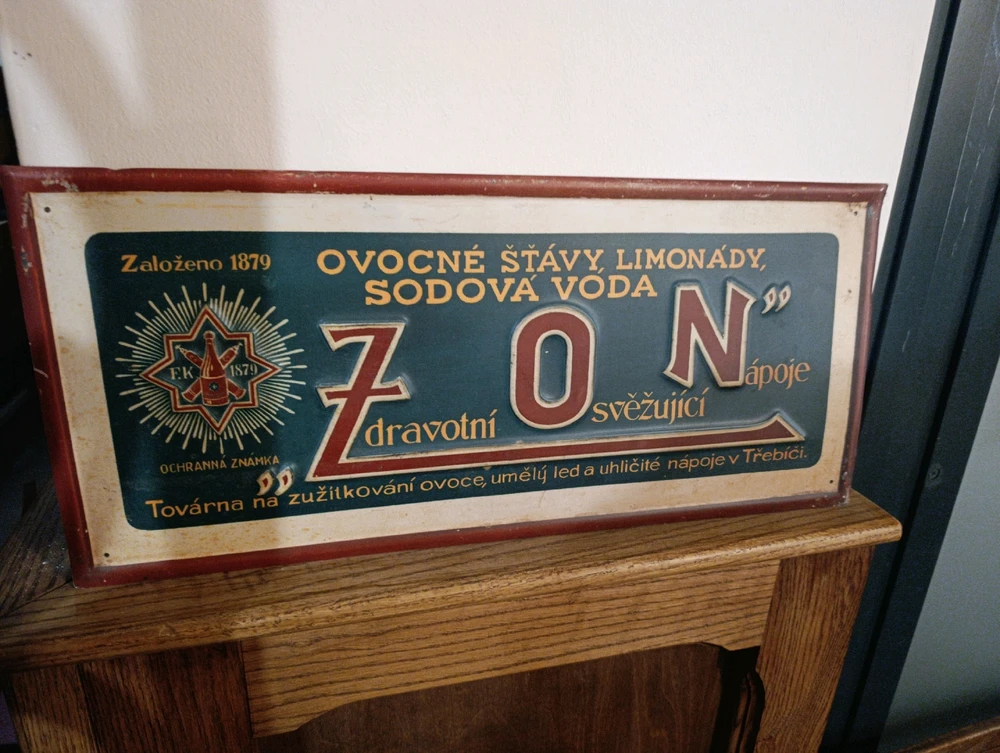 Založeno 1879
OVOCNÉ ŠŤÁVY, LIMONÁDY,
SODOVÁ VODA
F.K. 1879
OCHRANNÁ ZNÁMKA
„ZON”
Zdravotní osvěžující Nápoje
Továrna na zužitkování ovoce, umělý led a uhličité nápoje v Třebíči.